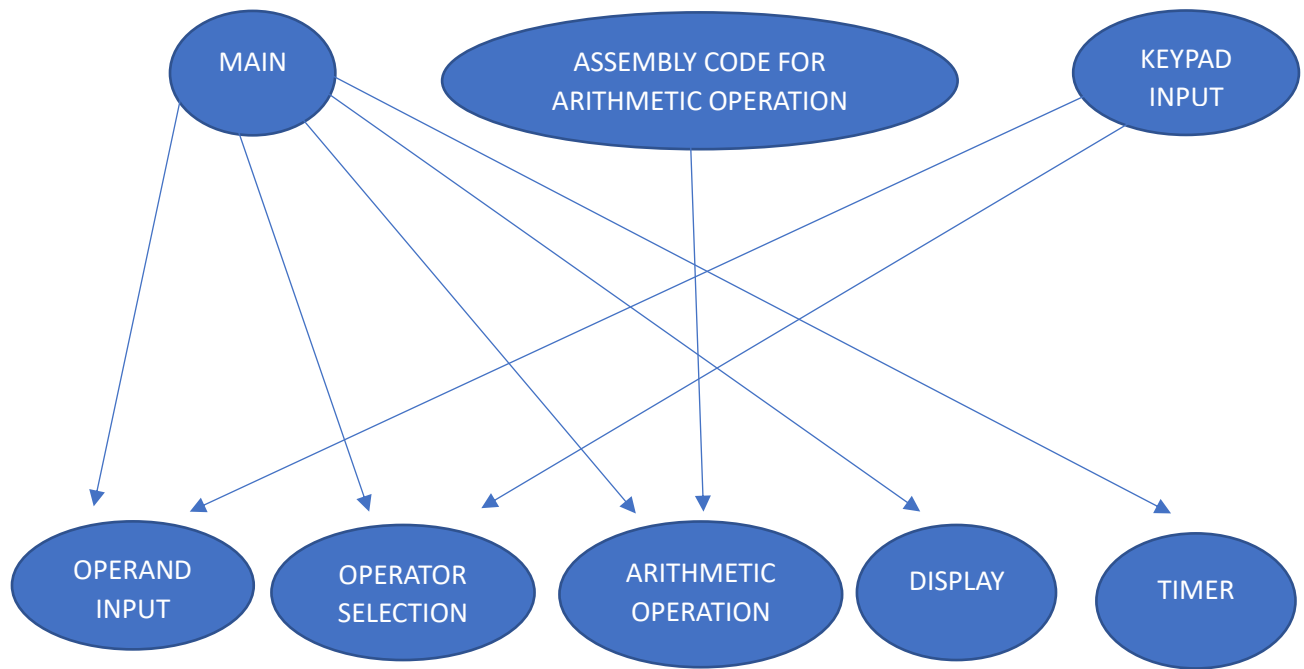 MAIN
ASSEMBLY CODE FOR
ARITHMETIC OPERATION
KEYPAD
INPUT
OPERAND
INPUT
OPERATOR
SELECTION
ARITHMETIC
OPERATION
DISPLAY
TIMER